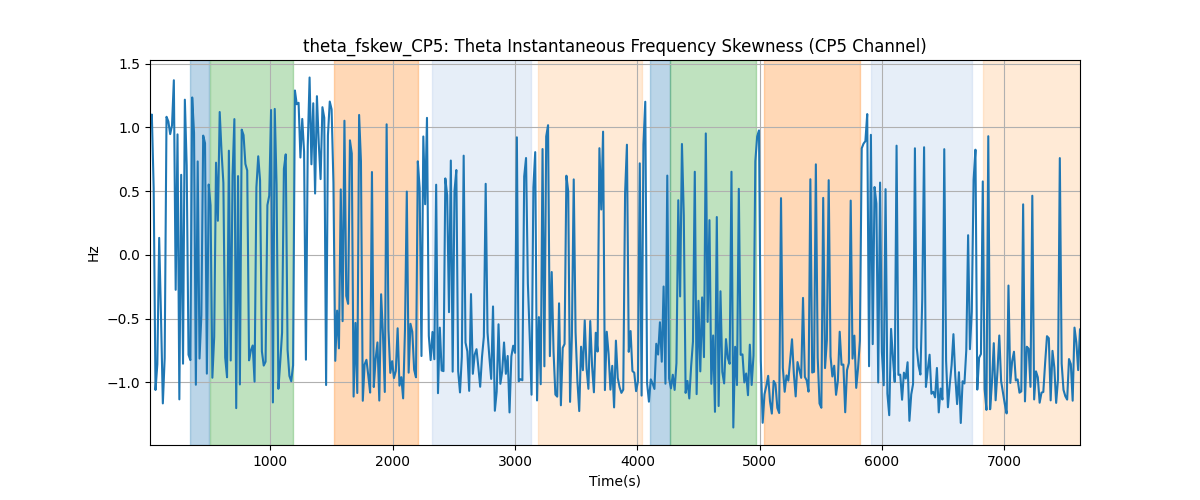 theta_fskew_CP5: Theta Instantaneous Frequency Skewness (CP5 Channel)
1.5
1.0
0.5
0.0
−0.5
−1.0
Hz
1000 2000 3000 4000 5000 6000 7000
Time(s)